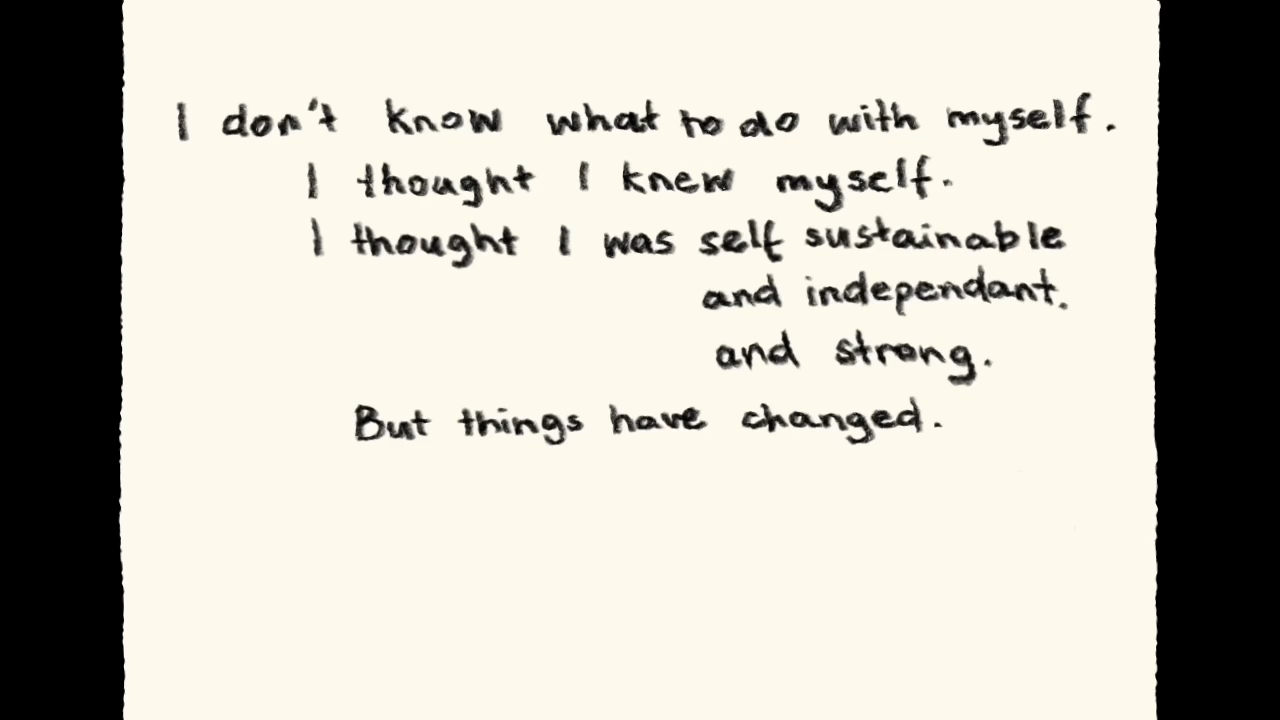 I don't know what to do with myself.
I thought I knew myself.
I thought I was self sustainable
and independant.
and strong.
But things have changed.